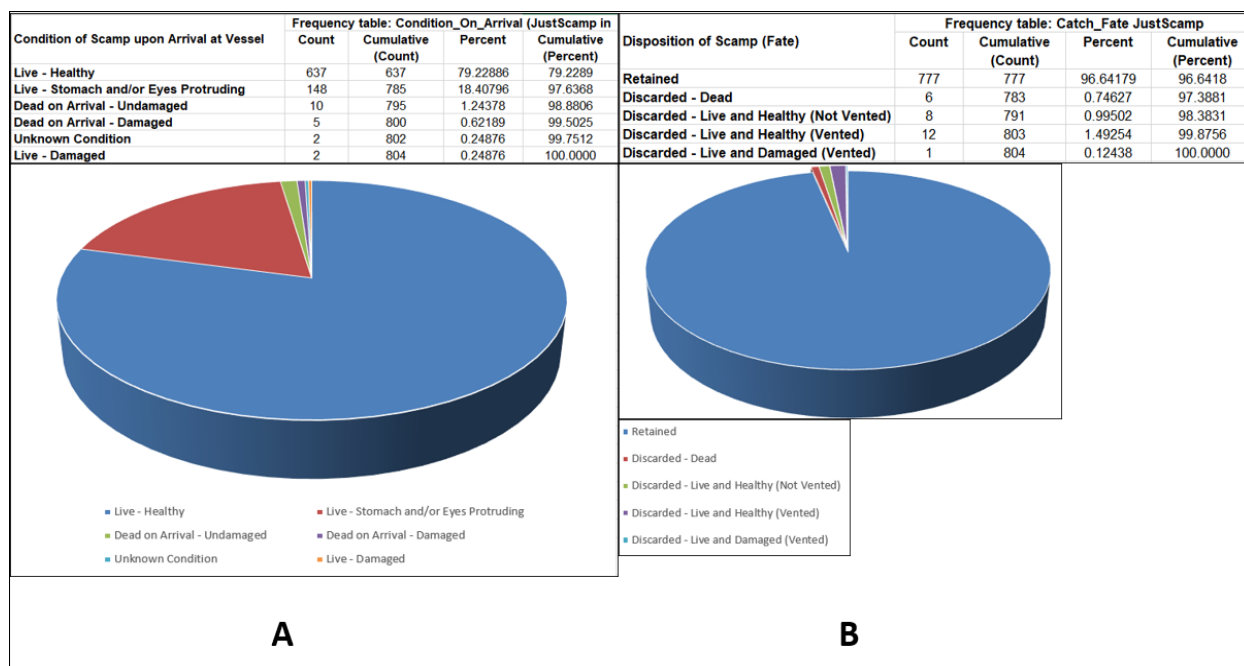 Frequency table: Condition_On_Arrival (JustScamp in
Condition of Scamp upon Arrival at Vessel Count Cumulative (Count) Percent Cumulative (Percent)
Live - Healthy 637 637 79.22886 79.2289
Live - Stomach and/or Eyes Protruding 148 785 18.40796 97.6368
Dead on Arrival - Undamaged 10 795 1.24378 98.8806
Dead on Arrival - Damaged 5 800 0.62189 99.5025
Unknown Condition 2 802 0.24876 99.7512
Live - Damaged 2 804 0.24876 100.0000
Live - Healthy Live - Stomach and/or Eyes Protruding
Dead on Arrival - Undamaged Dead on Arrival - Damaged
Unknown Condition Live - Damaged
A
Frequency table: Catch_Fate JustScamp
Disposition of Scamp (Fate) Count Cumulative (Count) Percent Cumulative (Percent)
Retained 777 777 96.64179 96.6418
Discarded - Dead 6 783 0.74627 97.3881
Discarded - Live and Healthy (Not Vented) 8 791 0.99502 98.3831
Discarded - Live and Healthy (Vented) 12 803 1.49254 99.8756
Discarded - Live and Damaged (Vented) 1 804 0.12438 100.0000
Retained
Discarded - Dead
Discarded - Live and Healthy (Not Vented)
Discarded - Live and Healthy (Vented)
Discarded - Live and Damaged (Vented)
B